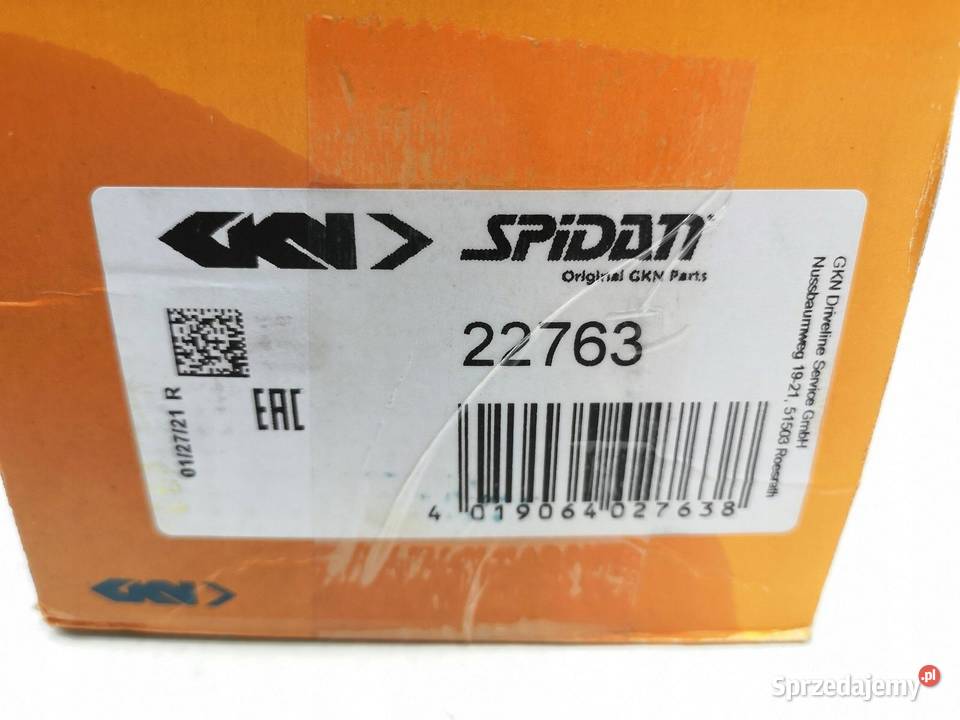 GKN
SPiDAN
Original GKN Parts
22763
01/27/21 R
EAC
4 019064 027638
GKN Driveline Service GmbH
Nussbaumweg 19-21, 51503 Roesrath
GKN
Sprzedajemy.pl